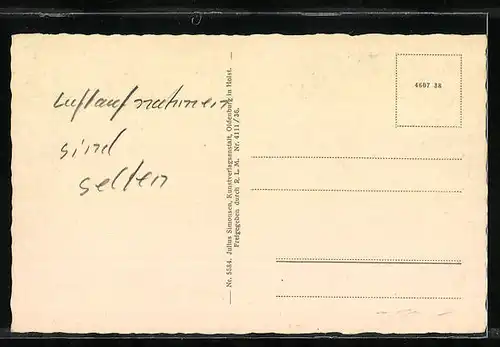 Luftaufnahmen
sind
selten
Nr. 5584. Julius Simonsen, Kunstverlagsanstalt, Oldenburg in Holst.
Freigegeben durch R. L. M. Nr. 4111/36.
4607 38